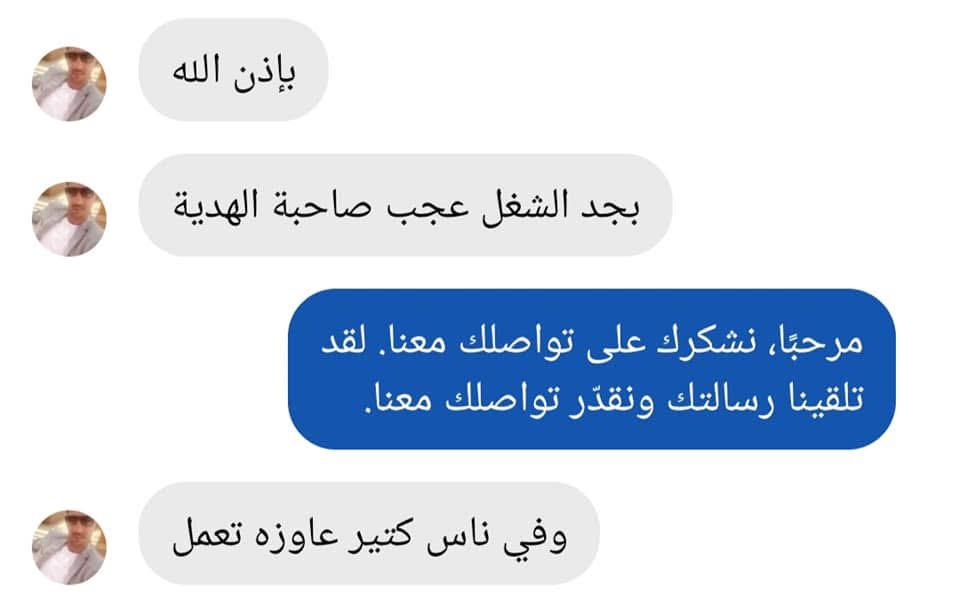 بإذن الله
بجد الشغل عجب صاحبة الهدية
مرحبًا، نشكرك على تواصلك معنا. لقد
تلقينا رسالتك ونقدّر تواصلك معنا.
وفي ناس كتير عاوزه تعمل